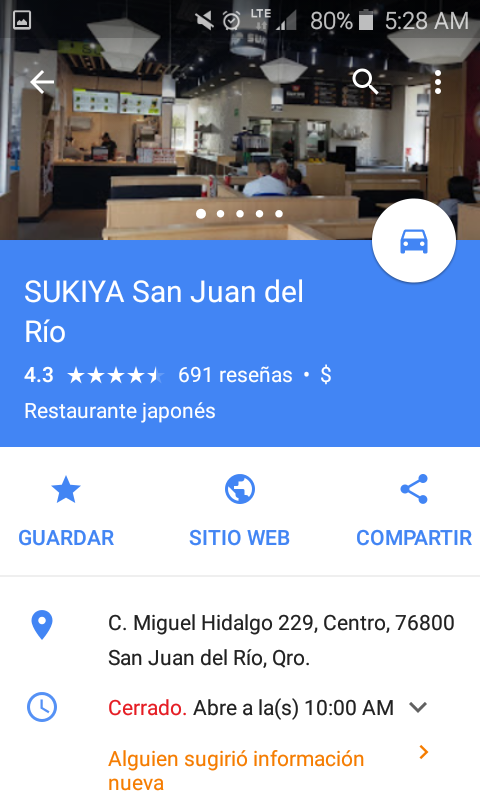 LTE 80% 5:28 AM
SUKIYA San Juan del
Río
4.3 691 reseñas • $
Restaurante japonés
GUARDAR SITIO WEB COMPARTIR
C. Miguel Hidalgo 229, Centro, 76800
San Juan del Río, Qro.
Cerrado. Abre a la(s) 10:00 AM
Alguien sugirió información
nueva